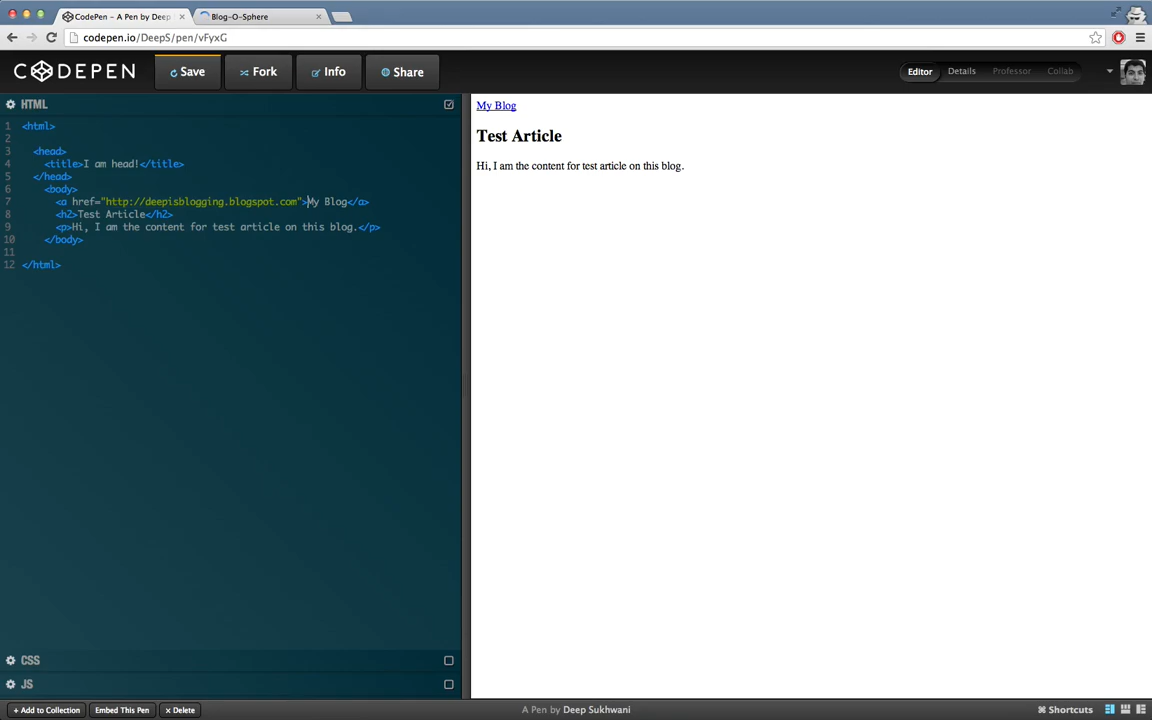 CodePen - A Pen by Deep
Blog-O-Sphere
codepen.io/DeepS/pen/vFyxG
CODEPEN
Save
Fork
Info
Share
Editor
Details
Professor
Collab
HTML
1 <html>
2
3 <head>
4 <title>I am head!</title>
5 </head>
6 <body>
7 <a href="http://deepisblogging.blogspot.com">My Blog</a>
8 <h2>Test Article</h2>
9 <p>Hi, I am the content for test article on this blog.</p>
10 </body>
11
12 </html>
My Blog
Test Article
Hi, I am the content for test article on this blog.
CSS
JS
+ Add to Collection
Embed This Pen
x Delete
A Pen by Deep Sukhwani
⌘ Shortcuts